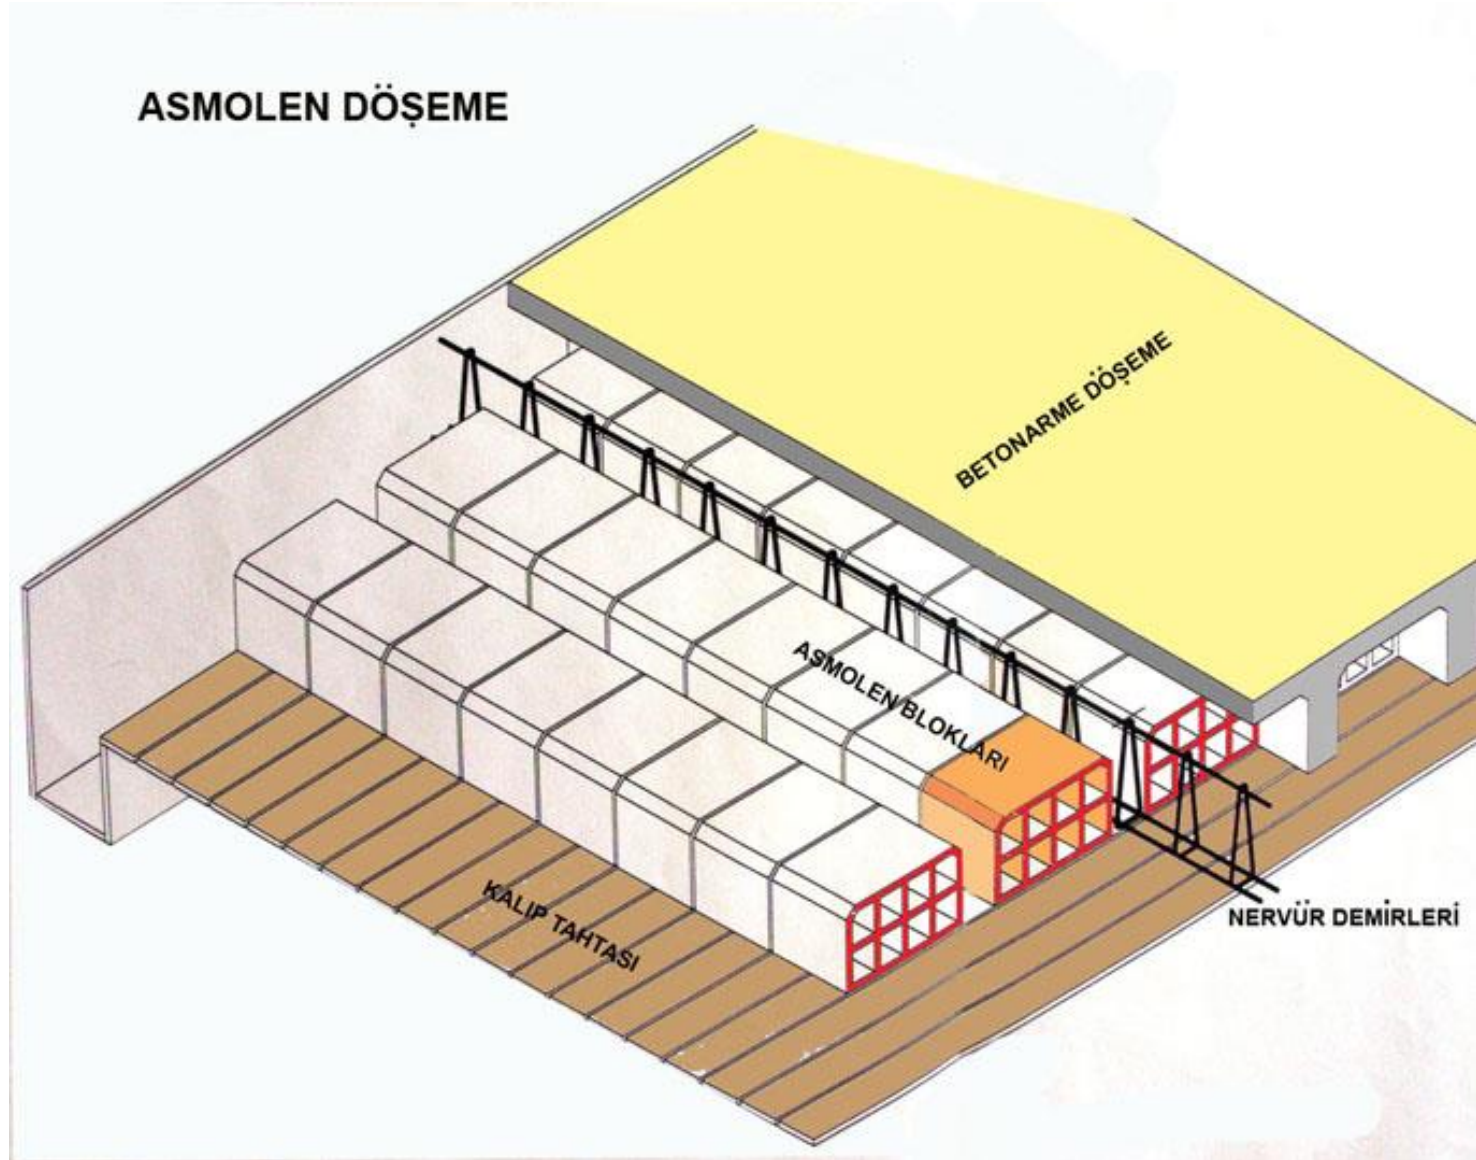 ASMOLEN DÖŞEME
BETONARME DÖŞEME
ASMOLEN BLOKLARI
KALIP TAHTASI
NERVÜR DEMİRLERİ